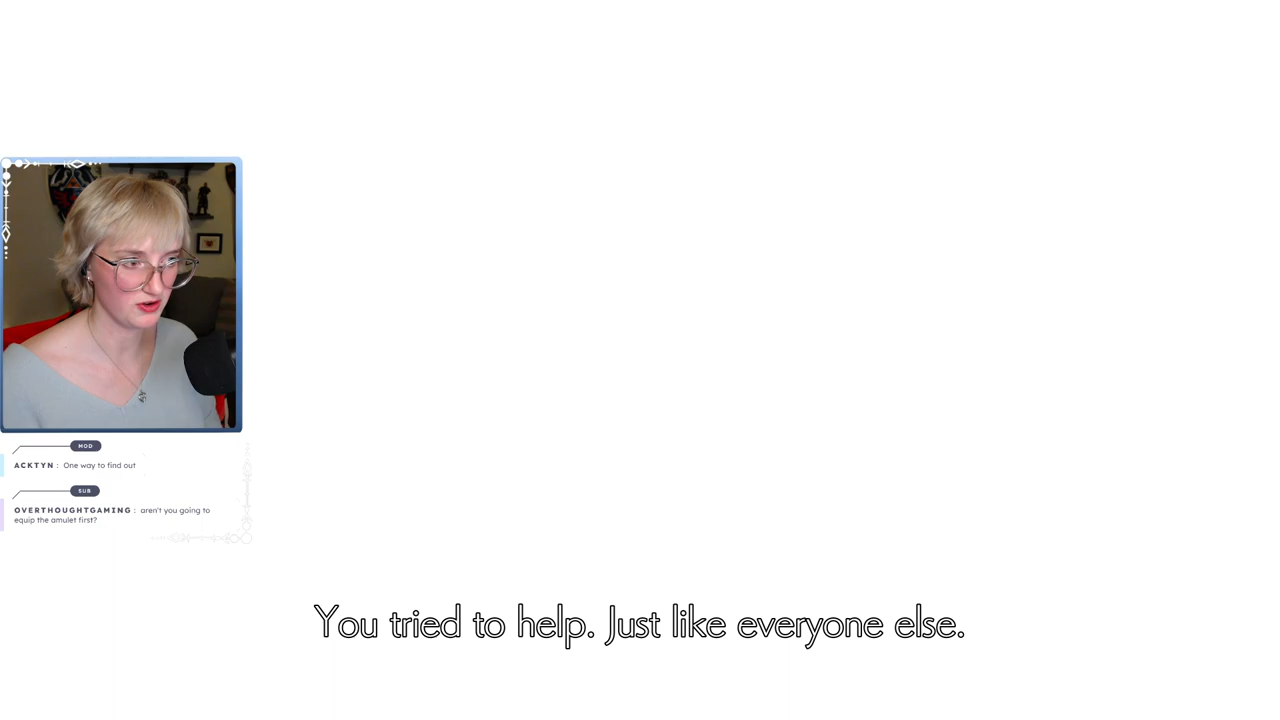 MOD
ACKTYN : One way to find out
SUB
OVERTHOUGHTGAMING : aren't you going to
equip the amulet first?
You tried to help. Just like everyone else.